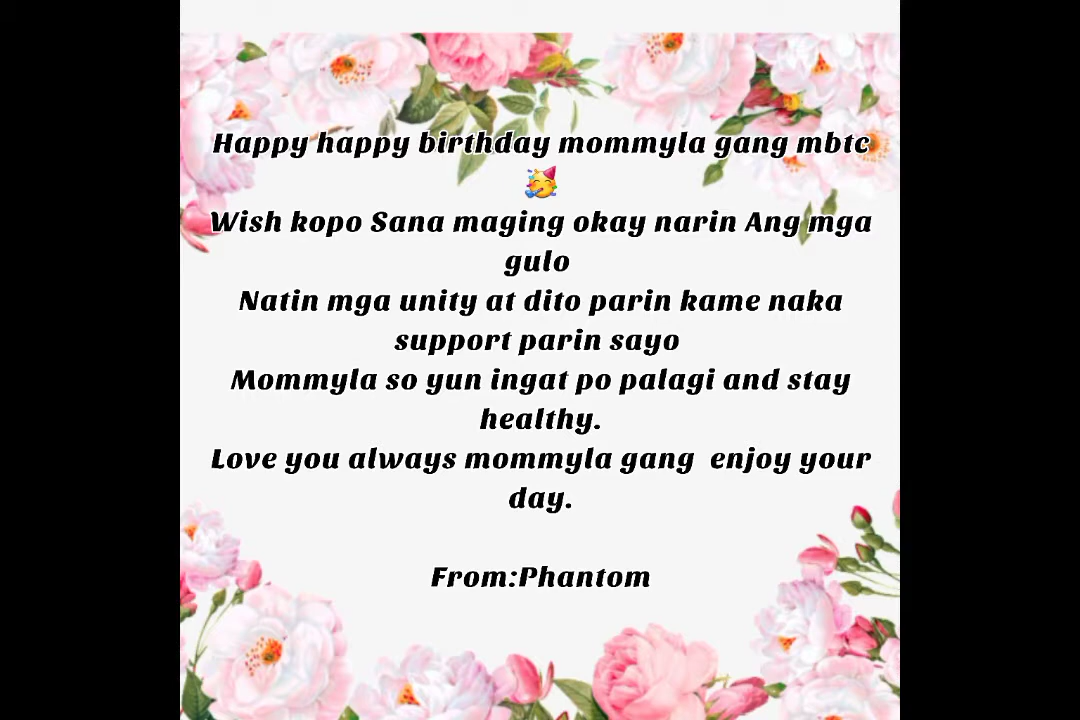 Happy happy birthday mommyla gang mbtc
🥳
Wish kopo Sana maging okay narin Ang mga
gulo
Natin mga unity at dito parin kame naka
support parin sayo
Mommyla so yun ingat po palagi and stay
healthy.
Love you always mommyla gang  enjoy your
day.
From:Phantom